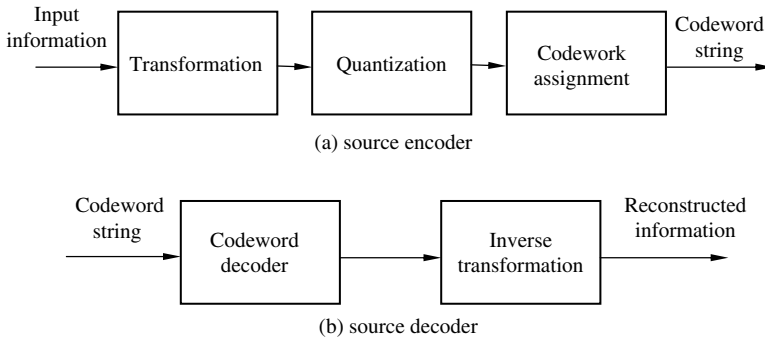 Input
information
Transformation
Quantization
Codework
assignment
Codeword
string
(a) source encoder
Codeword
string
Codeword
decoder
Inverse
transformation
Reconstructed
information
(b) source decoder